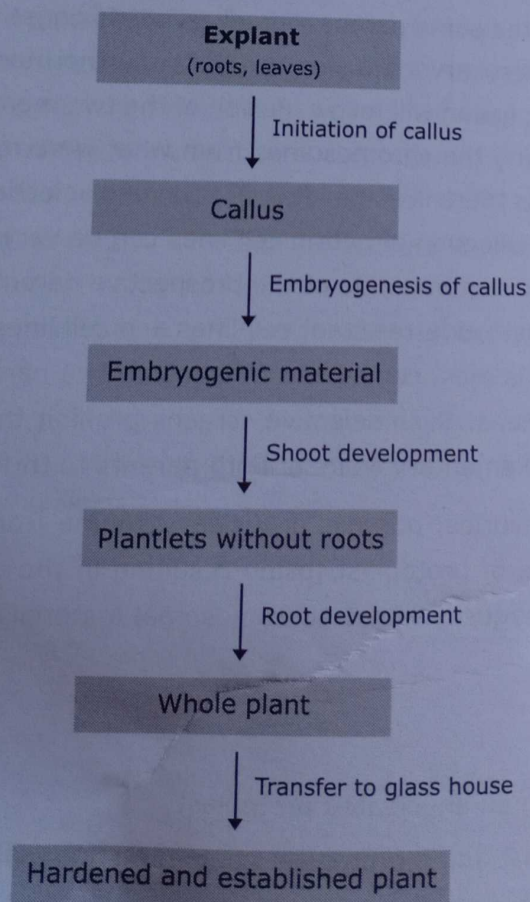 Explant
(roots, leaves)
Initiation of callus
Callus
Embryogenesis of callus
Embryogenic material
Shoot development
Plantlets without roots
Root development
Whole plant
Transfer to glass house
Hardened and established plant